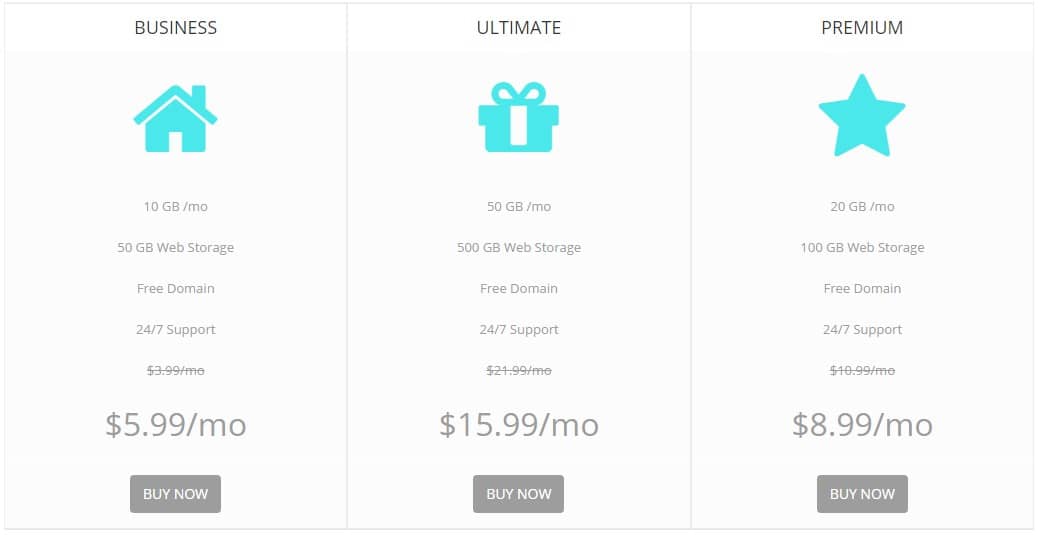 BUSINESS
10 GB /mo
50 GB Web Storage
Free Domain
24/7 Support
$3.99/mo
$5.99/mo
BUY NOW
ULTIMATE
50 GB /mo
500 GB Web Storage
Free Domain
24/7 Support
$21.99/mo
$15.99/mo
BUY NOW
PREMIUM
20 GB /mo
100 GB Web Storage
Free Domain
24/7 Support
$10.99/mo
$8.99/mo
BUY NOW